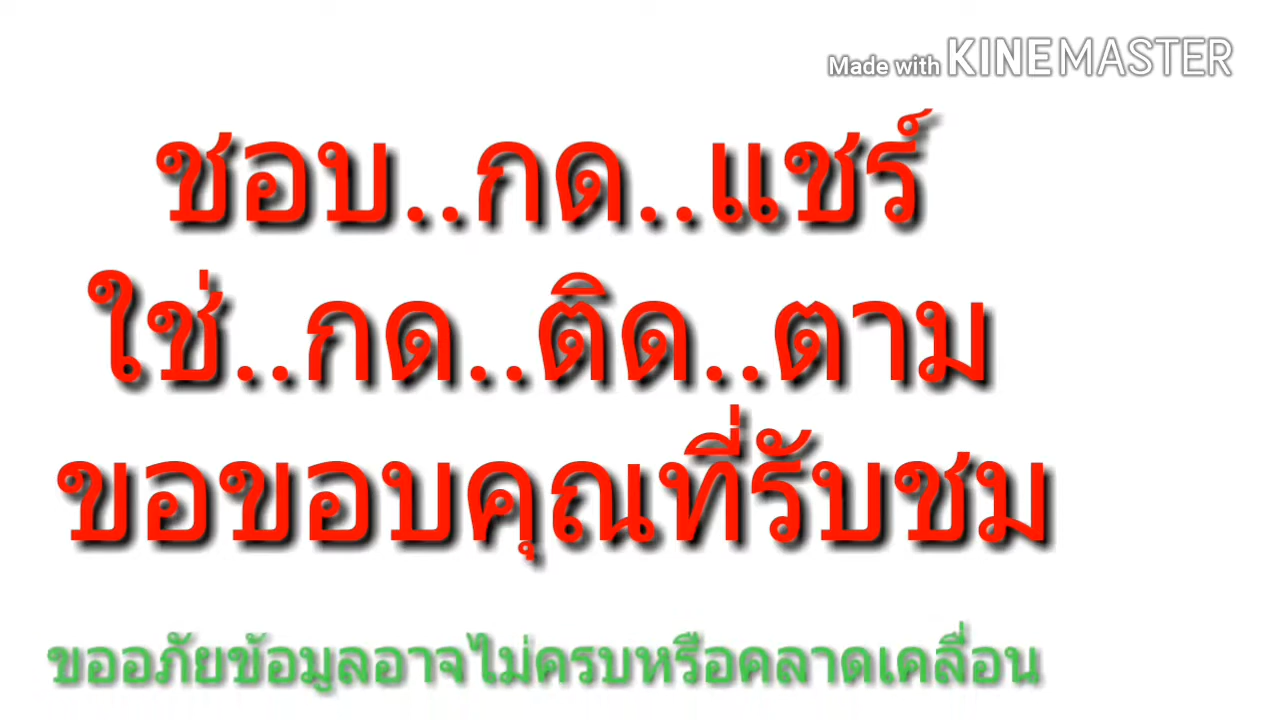 Made with KINEMASTER
ชอบ..กด..แชร์
ใช่..กด..ติด..ตาม
ขอขอบคุณที่รับชม
ขออภัยข้อมูลอาจไม่ครบหรือคลาดเคลื่อน